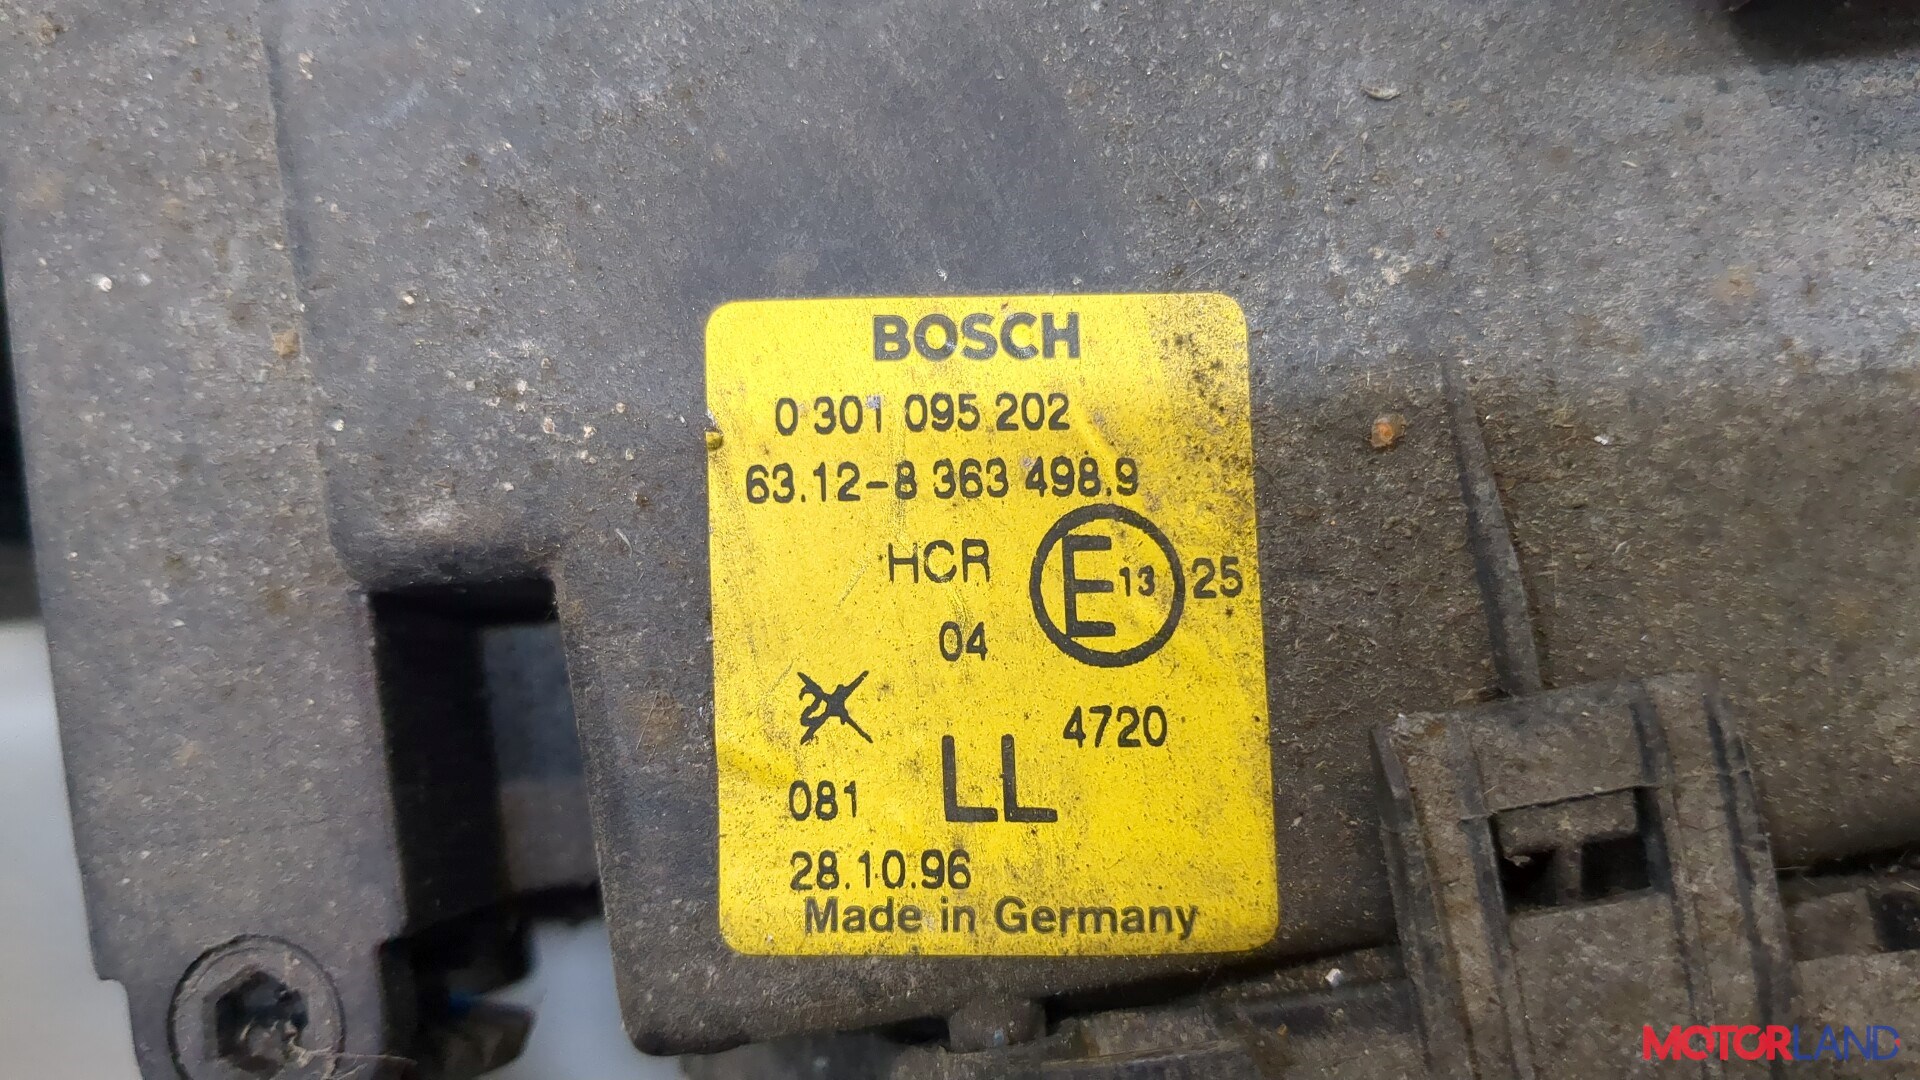 BOSCH
0 301 095 202
63.12-8 363 498.9
HCR E13 25
04
4720
081 LL
28.10.96
Made in Germany
MOTORLAND